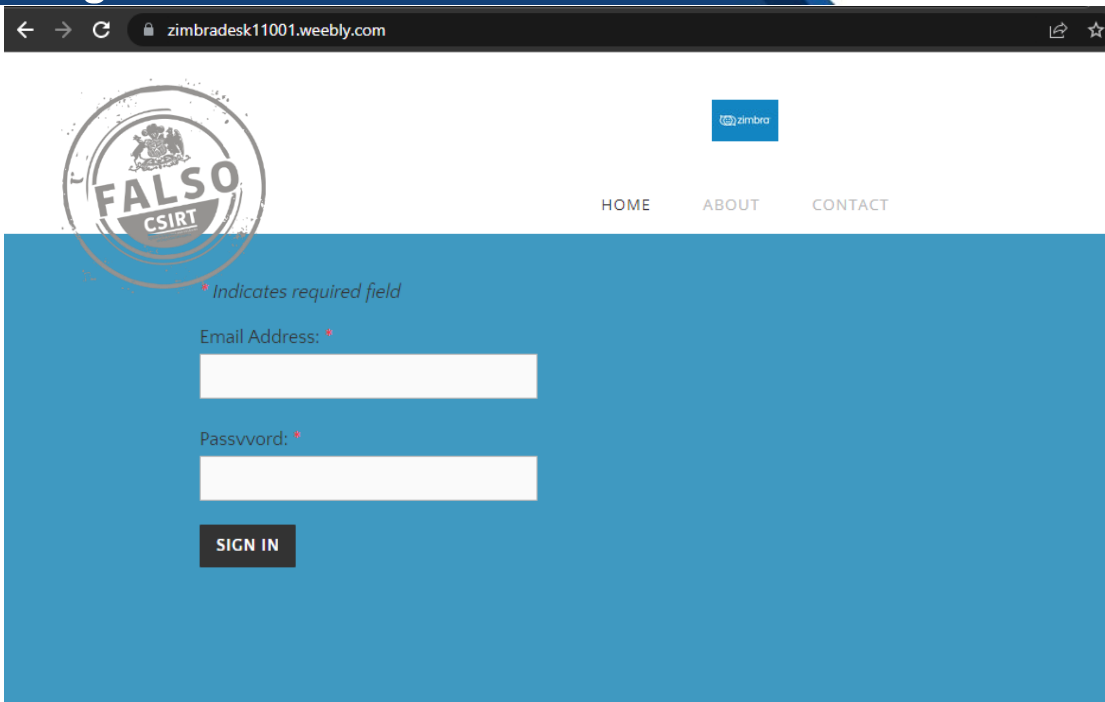 zimbradesk11001.weebly.com
zimbra
HOME ABOUT CONTACT
FALSO
CSIRT
* Indicates required field
Email Address: *
Passvvord: *
SIGN IN